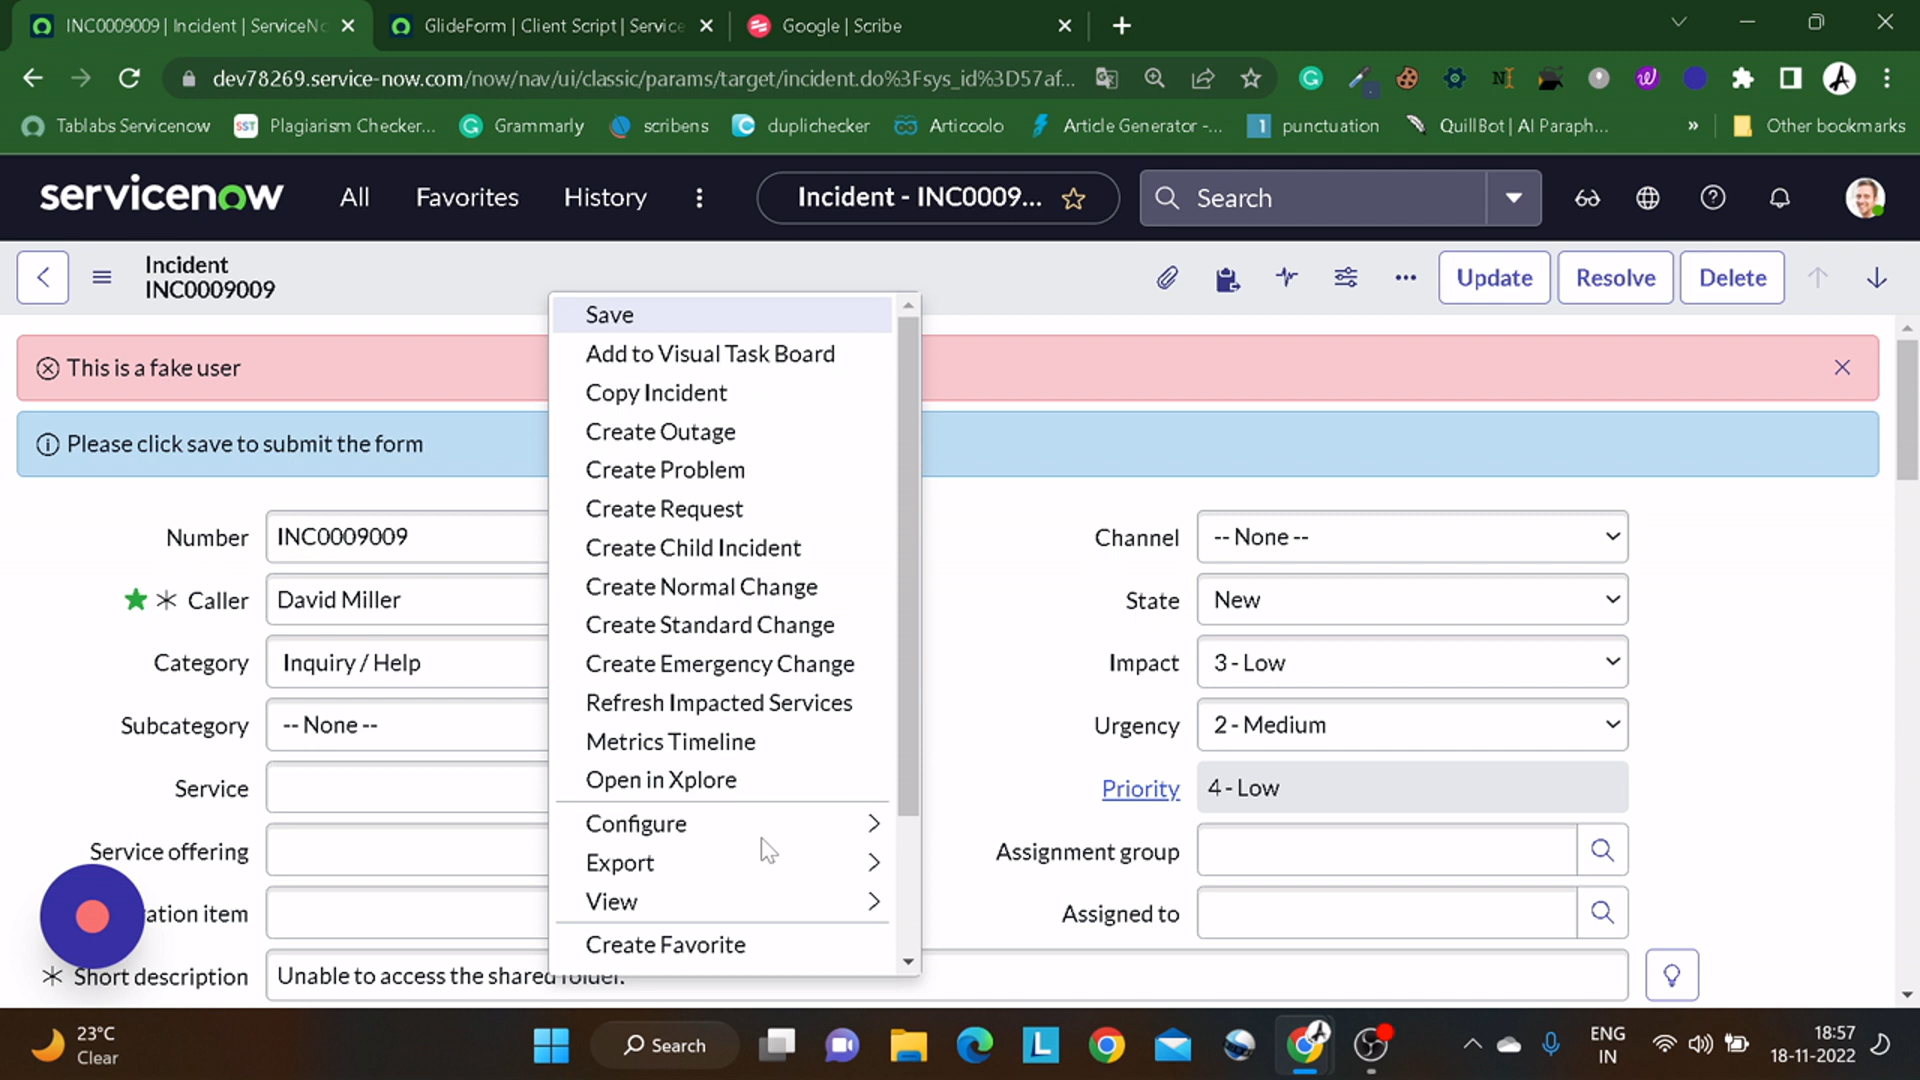 INC0009009 | Incident | ServiceNo
GlideForm | Client Script | Service
Google | Scribe
dev78269.service-now.com/now/nav/ui/classic/params/target/incident.do%3Fsys_id%3D57af...
Tablabs Servicenow
SST Plagiarism Checker...
Grammarly
scribens
duplichecker
Articoolo
Article Generator -...
1 punctuation
QuillBot | AI Paraph...
»
Other bookmarks
servicenow
All
Favorites
History
Incident - INC0009...
Search
Incident
INC0009009
Update
Resolve
Delete
This is a fake user
Please click save to submit the form
Save
Add to Visual Task Board
Copy Incident
Create Outage
Create Problem
Create Request
Create Child Incident
Create Normal Change
Create Standard Change
Create Emergency Change
Refresh Impacted Services
Metrics Timeline
Open in Xplore
Configure
Export
View
Create Favorite
Number INC0009009
Caller David Miller
Category Inquiry / Help
Subcategory -- None --
Service
Service offering
ation item
Short description Unable to access the shared folder.
Channel -- None --
State New
Impact 3 - Low
Urgency 2 - Medium
Priority 4 - Low
Assignment group
Assigned to
23°C
Clear
Search
ENG
IN
18:57
18-11-2022